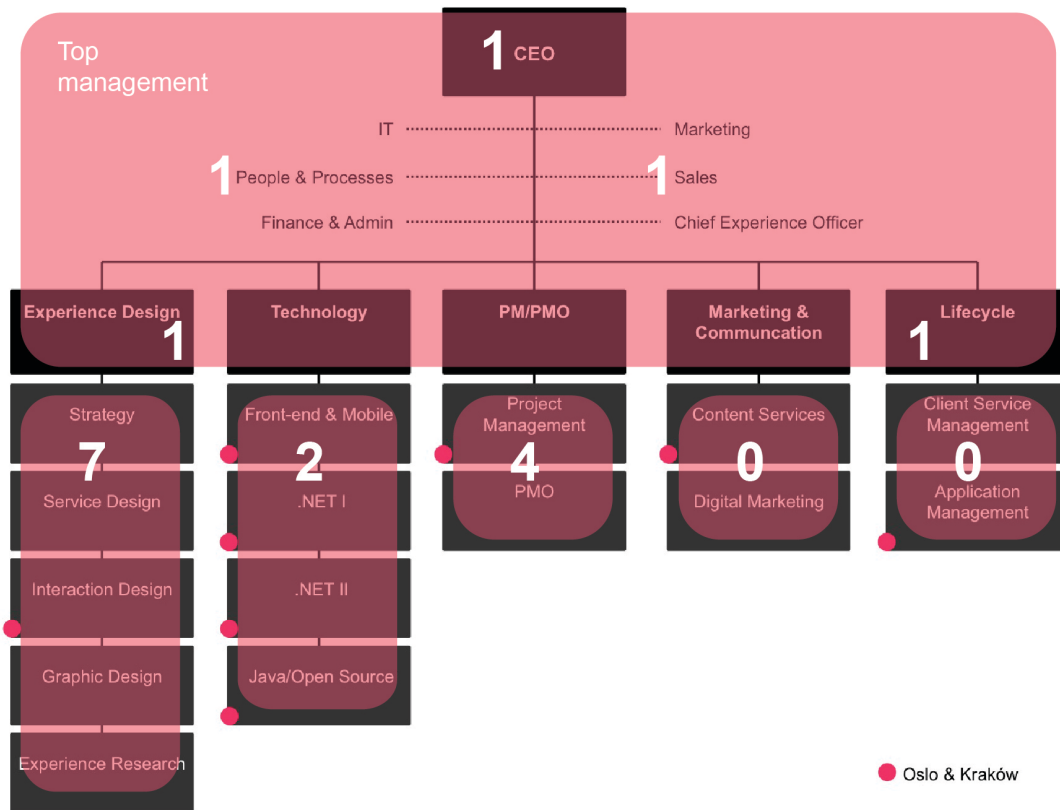 Top
management
1 CEO
IT
Marketing
1 People & Processes
1 Sales
Finance & Admin
Chief Experience Officer
Experience Design
1
Technology
PM/PMO
Marketing &
Communcation
Lifecycle
1
Strategy
7
Service Design
Interaction Design
Graphic Design
Experience Research
Front-end & Mobile
2
.NET I
.NET II
Java/Open Source
Project
Management
4
PMO
Content Services
0
Digital Marketing
Client Service
Management
0
Application
Management
Oslo & Kraków